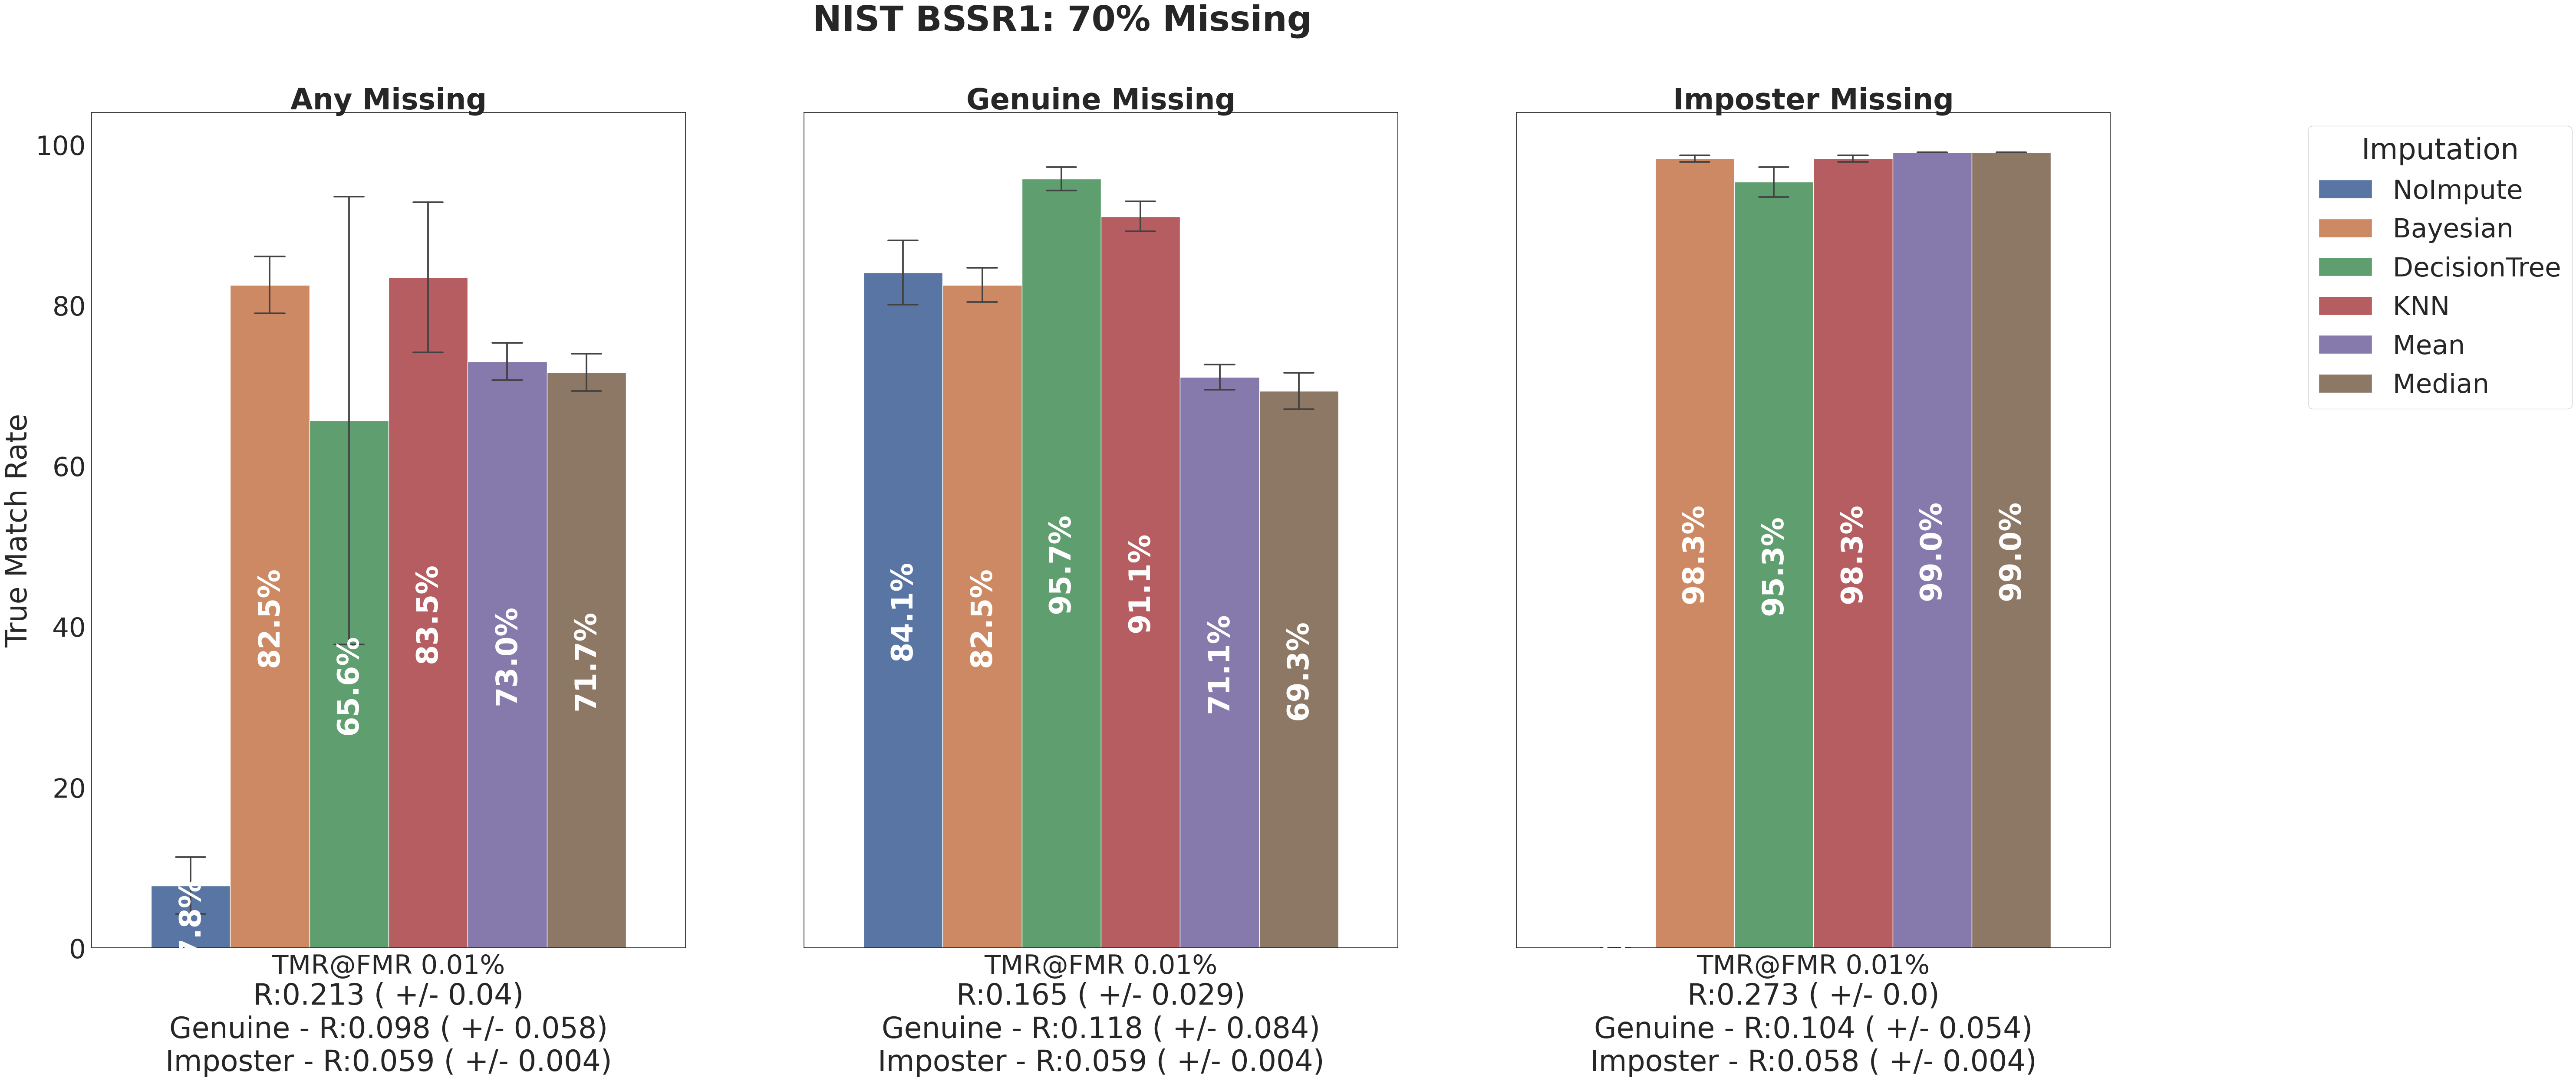 NIST BSSR1: 70% Missing
Any Missing
Genuine Missing
Imposter Missing
True Match Rate
100
80
60
40
20
0
7.8%
82.5%
65.6%
83.5%
73.0%
71.7%
84.1%
82.5%
95.7%
91.1%
71.1%
69.3%
98.3%
95.3%
98.3%
99.0%
99.0%
Imputation
NoImpute
Bayesian
DecisionTree
KNN
Mean
Median
TMR@FMR 0.01%
R:0.213 ( +/- 0.04)
Genuine - R:0.098 ( +/- 0.058)
Imposter - R:0.059 ( +/- 0.004)
TMR@FMR 0.01%
R:0.165 ( +/- 0.029)
Genuine - R:0.118 ( +/- 0.084)
Imposter - R:0.059 ( +/- 0.004)
TMR@FMR 0.01%
R:0.273 ( +/- 0.0)
Genuine - R:0.104 ( +/- 0.054)
Imposter - R:0.058 ( +/- 0.004)